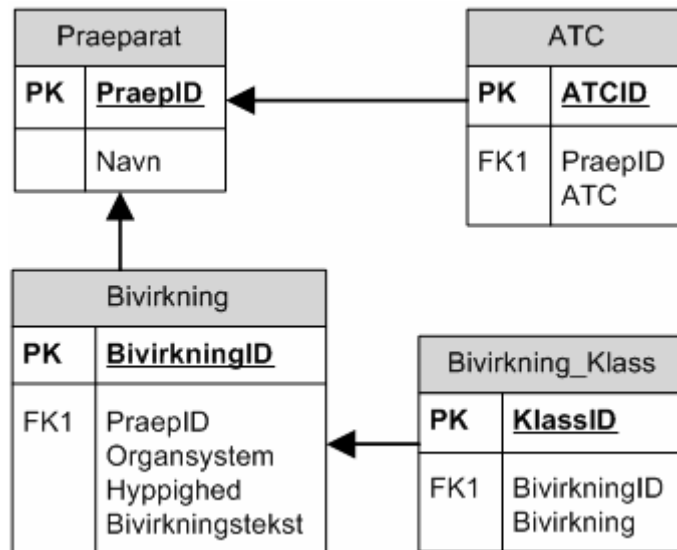 Praeparat
PK PraepID
Navn
ATC
PK ATCID
FK1 PraepID
ATC
Bivirkning
PK BivirkningID
FK1 PraepID
Organsystem
Hyppighed
Bivirkningstekst
Bivirkning_Klass
PK KlassID
FK1 BivirkningID
Bivirkning